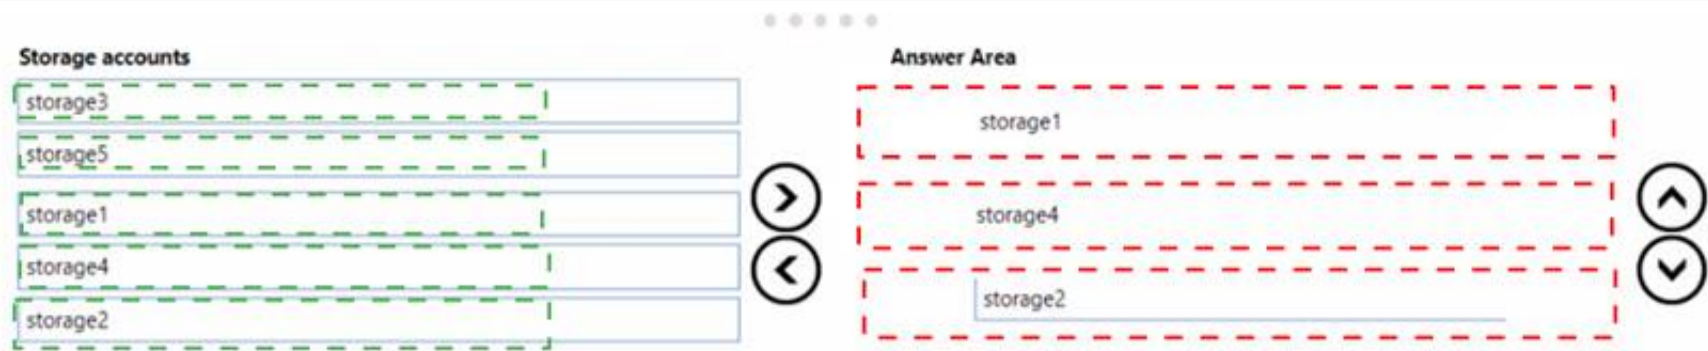 Storage accounts
storage3
storage5
storage1
storage4
storage2
Answer Area
storage1
storage4
storage2